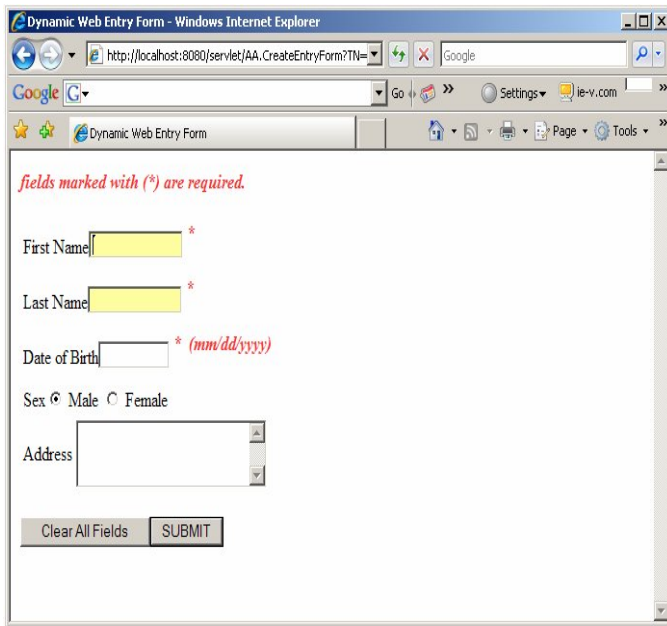 Dynamic Web Entry Form - Windows Internet Explorer
http://localhost:8080/servlet/AA.CreateEntryForm?TN=
Google
Google G Go » Settings ie-v.com »
Dynamic Web Entry Form Page Tools »
fields marked with (*) are required.
First Name *
Last Name *
Date of Birth * (mm/dd/yyyy)
Sex Male Female
Address
Clear All Fields SUBMIT